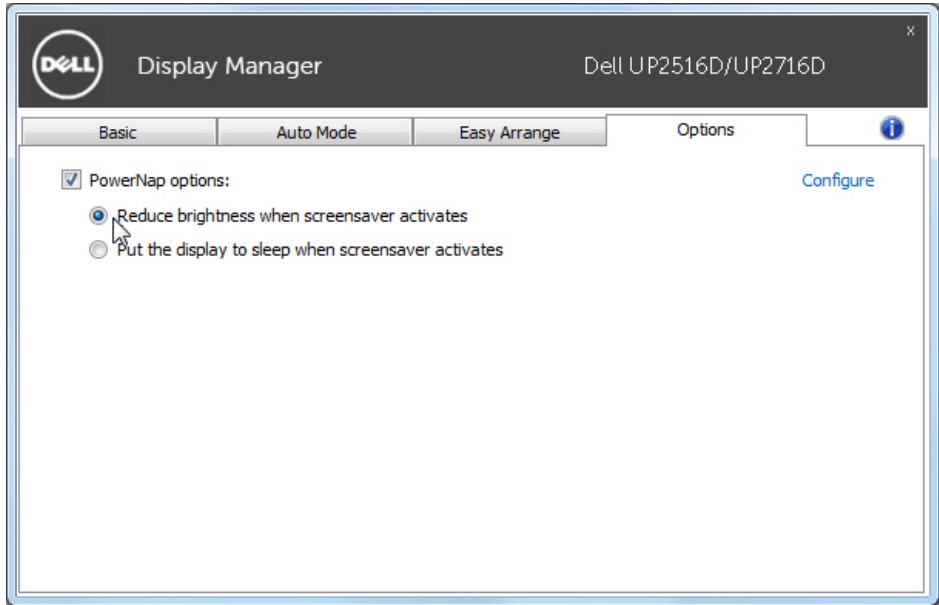 x
DELL
Display Manager
Dell UP2516D/UP2716D
Basic
Auto Mode
Easy Arrange
Options
i
PowerNap options:
Configure
Reduce brightness when screensaver activates
Put the display to sleep when screensaver activates